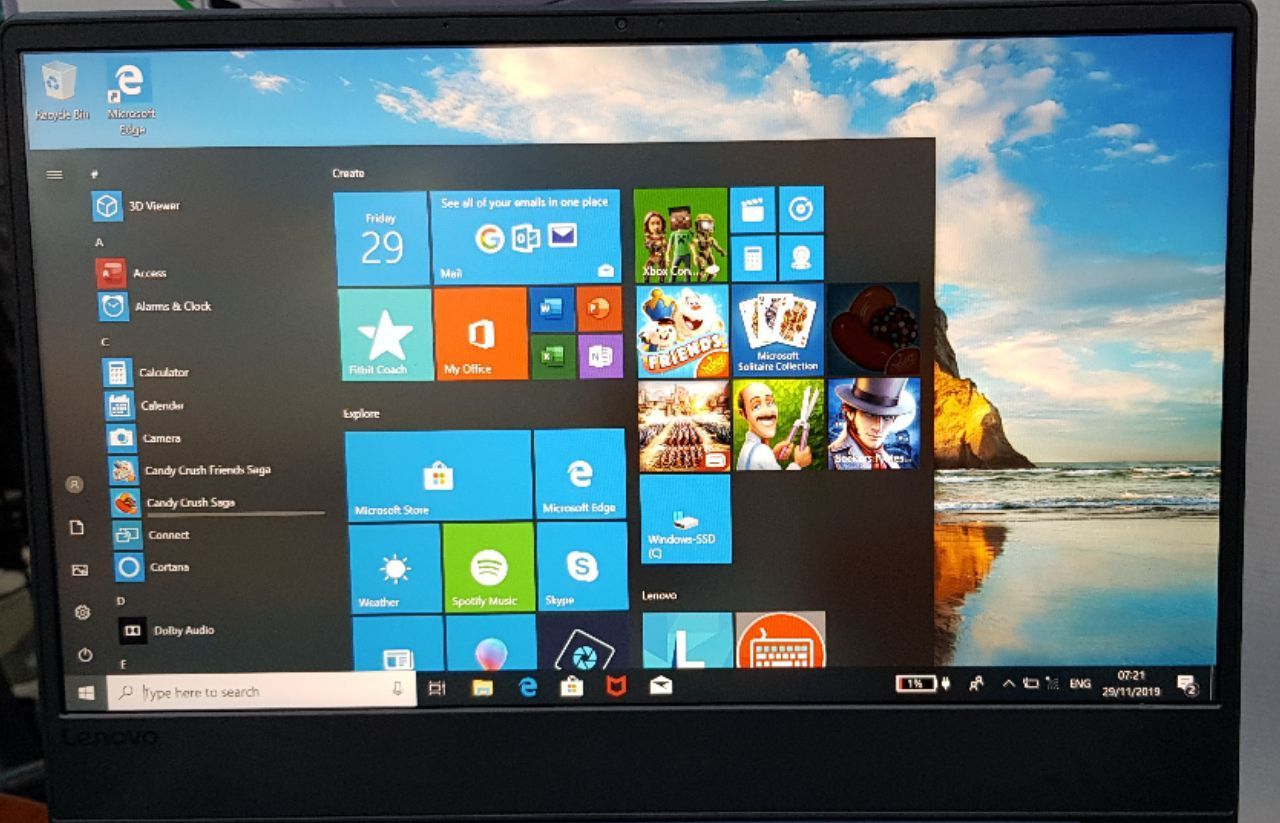 Recycle Bin
Microsoft
Edge
#
3D Viewer
A
Access
Alarms & Clock
C
Calculator
Calendar
Camera
Candy Crush Friends Saga
Candy Crush Saga
Connect
Cortana
D
Dolby Audio
E
Create
Friday
29
See all of your emails in one place
Mail
Fitbit Coach
My Office
Xbox Con...
FRIENDS
Microsoft
Solitaire Collection
Explore
Microsoft Store
Microsoft Edge
Weather
Spotify Music
Skype
Seekers Notes...
Windows-SSD
(C)
Lenovo
L
Type here to search
1%
ENG
07:21
29/11/2019
2
Lenovo